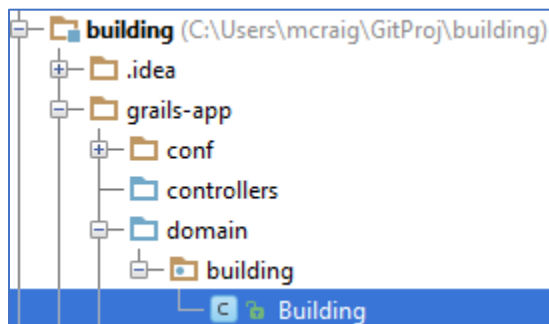 building (C:\Users\mcraig\GitProj\building)
.idea
grails-app
conf
controllers
domain
building
C Building